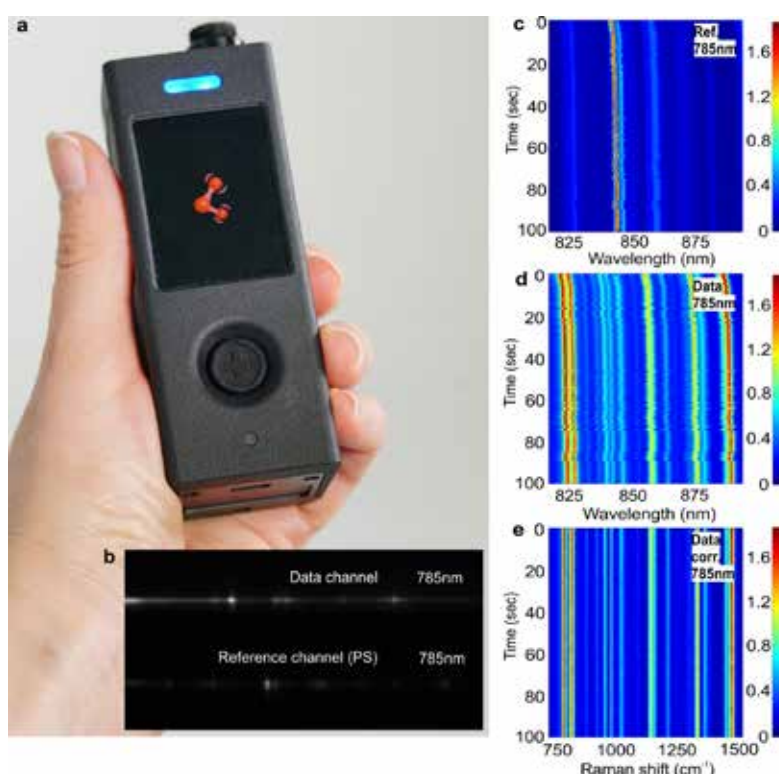 a
b
Data channel 785nm
Reference channel (PS) 785nm
c
Ref.
785nm
0
20
40
60
80
100
Time (sec)
825 850 875
Wavelength (nm)
1.6
1.2
0.8
0.4
0
d
Data
785nm
0
20
40
60
80
100
Time (sec)
825 850 875
Wavelength (nm)
1.6
1.2
0.8
0.4
0
e
Data
corr.
785nm
0
20
40
60
80
100
Time (sec)
750 1000 1250 1500
Raman shift (cm⁻¹)
1.6
1.2
0.8
0.4
0